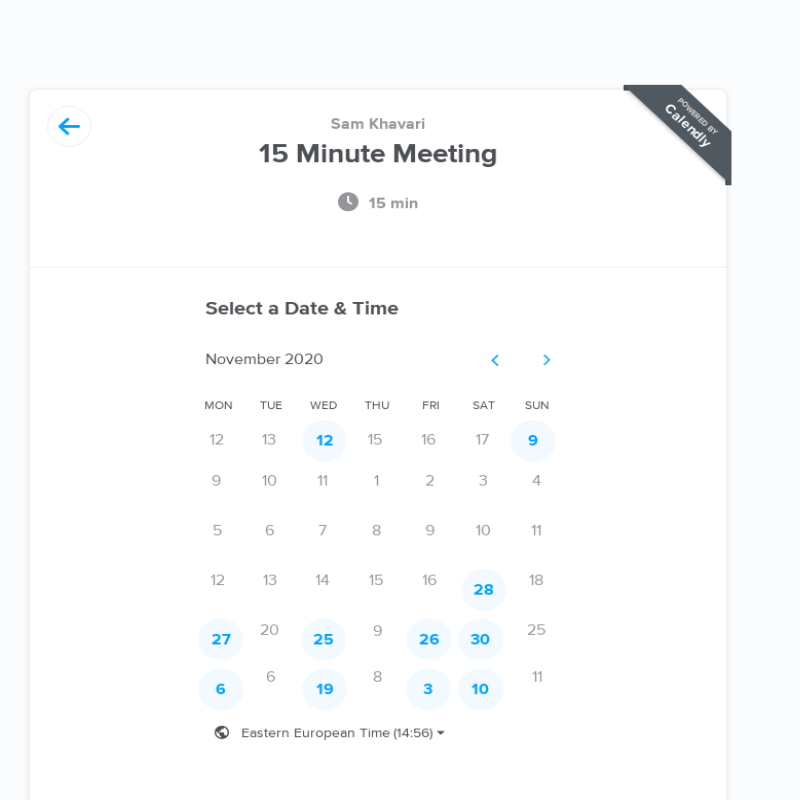 POWERED BY
Calendly
Sam Khavari
15 Minute Meeting
15 min
Select a Date & Time
November 2020
MON TUE WED THU FRI SAT SUN
12 13 12 15 16 17 9
9 10 11 1 2 3 4
5 6 7 8 9 10 11
12 13 14 15 16 28 18
27 20 25 9 26 30 25
6 6 19 8 3 10 11
Eastern European Time (14:56)